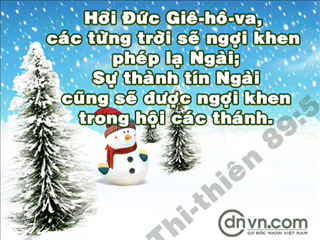 Hỡi Đức Giê-hô-va,
các từng trời sẽ ngợi khen
phép lạ Ngài;
Sự thành tín Ngài
cũng sẽ được ngợi khen
trong hội các thánh.
Thi-thiên 89:5
dnvn.com
CƠ ĐỐC NHÂN VIỆT NAM